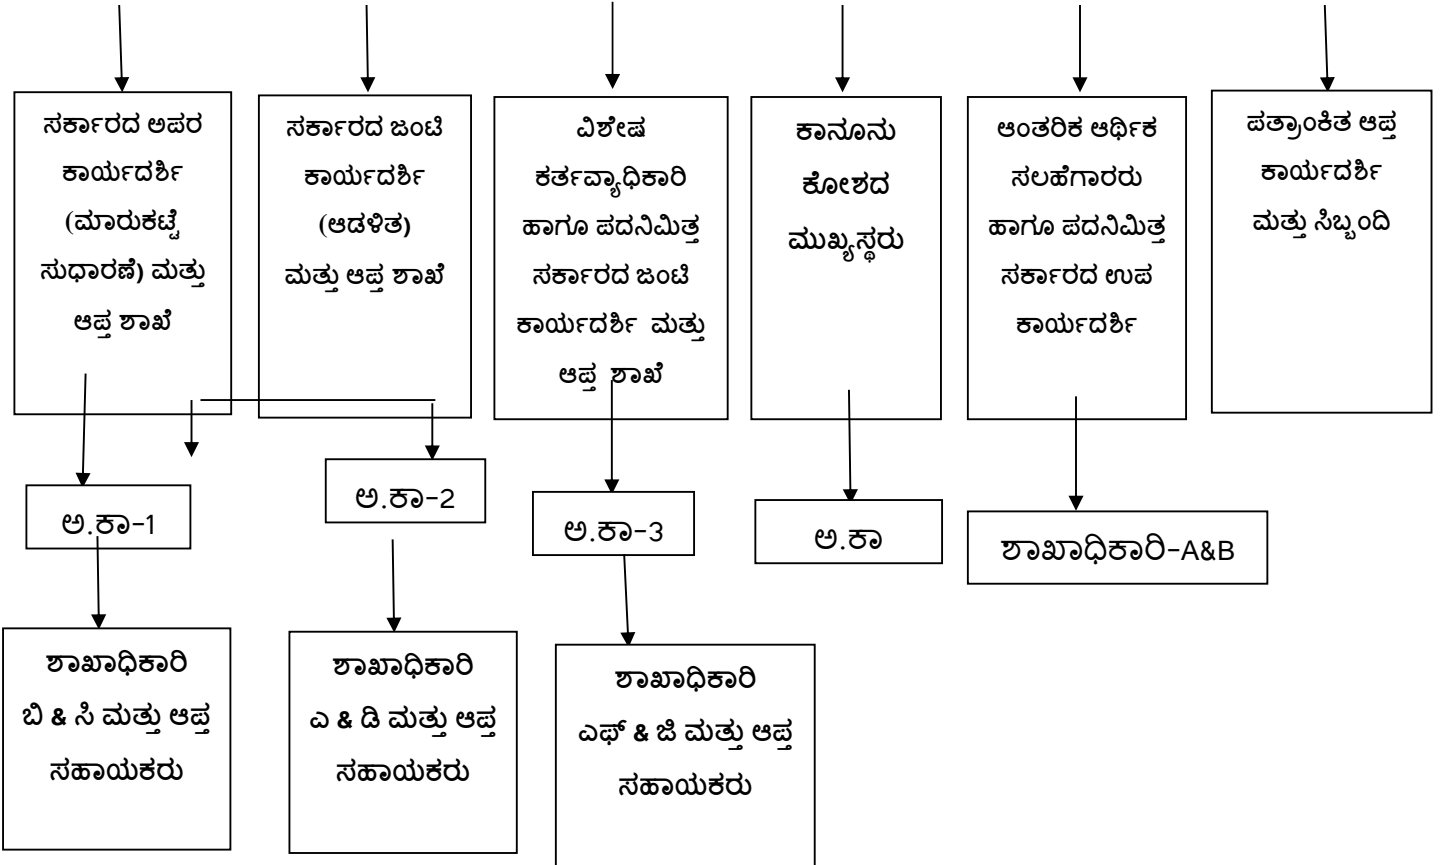 ಸರ್ಕಾರದ ಅಪರ
ಕಾರ್ಯದರ್ಶಿ
(ಮಾರುಕಟ್ಟೆ
ಸುಧಾರಣೆ) ಮತ್ತು
ಆಪ್ತ ಶಾಖೆ
ಸರ್ಕಾರದ ಜಂಟಿ
ಕಾರ್ಯದರ್ಶಿ
(ಆಡಳಿತ)
ಮತ್ತು ಆಪ್ತ ಶಾಖೆ
ವಿಶೇಷ
ಕರ್ತವ್ಯಾಧಿಕಾರಿ
ಹಾಗೂ ಪದನಿಮಿತ್ತ
ಸರ್ಕಾರದ ಜಂಟಿ
ಕಾರ್ಯದರ್ಶಿ ಮತ್ತು
ಆಪ್ತ ಶಾಖೆ
ಕಾನೂನು
ಕೋಶದ
ಮುಖ್ಯಸ್ಥರು
ಆಂತರಿಕ ಆರ್ಥಿಕ
ಸಲಹೆಗಾರರು
ಹಾಗೂ ಪದನಿಮಿತ್ತ
ಸರ್ಕಾರದ ಉಪ
ಕಾರ್ಯದರ್ಶಿ
ಪತ್ರಾಂಕಿತ ಆಪ್ತ
ಕಾರ್ಯದರ್ಶಿ
ಮತ್ತು ಸಿಬ್ಬಂದಿ
ಅ.ಕಾ-1
ಅ.ಕಾ-2
ಅ.ಕಾ-3
ಅ.ಕಾ
ಶಾಖಾಧಿಕಾರಿ-A&B
ಶಾಖಾಧಿಕಾರಿ
ಬಿ & ಸಿ ಮತ್ತು ಆಪ್ತ
ಸಹಾಯಕರು
ಶಾಖಾಧಿಕಾರಿ
ಎ & ಡಿ ಮತ್ತು ಆಪ್ತ
ಸಹಾಯಕರು
ಶಾಖಾಧಿಕಾರಿ
ಎಫ್ & ಜಿ ಮತ್ತು ಆಪ್ತ
ಸಹಾಯಕರು